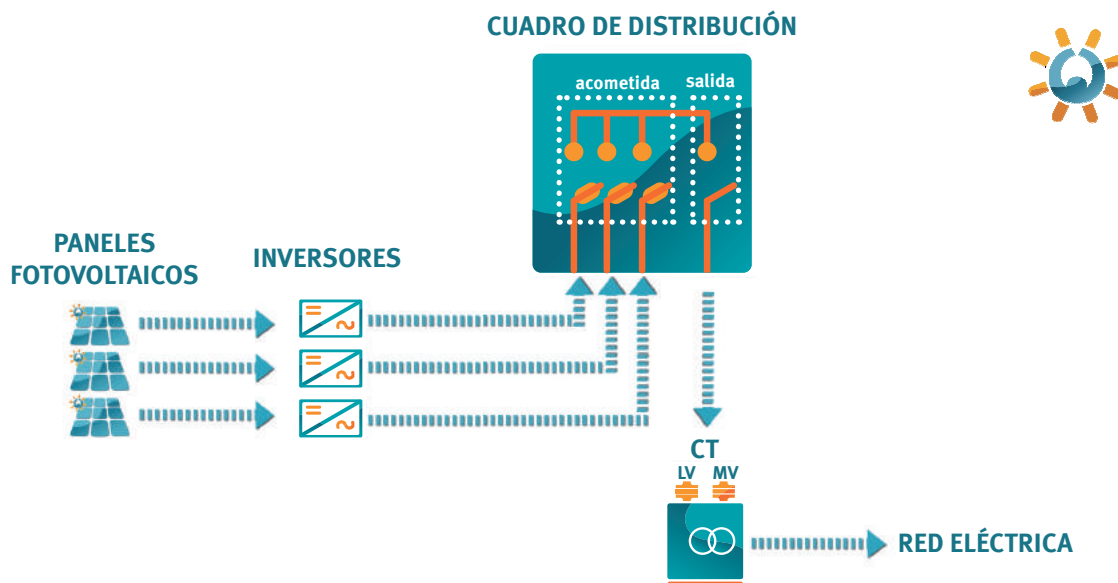 CUADRO DE DISTRIBUCIÓN
acometida
salida
PANELES
FOTOVOLTAICOS
INVERSORES
CT
LV
MV
RED ELÉCTRICA